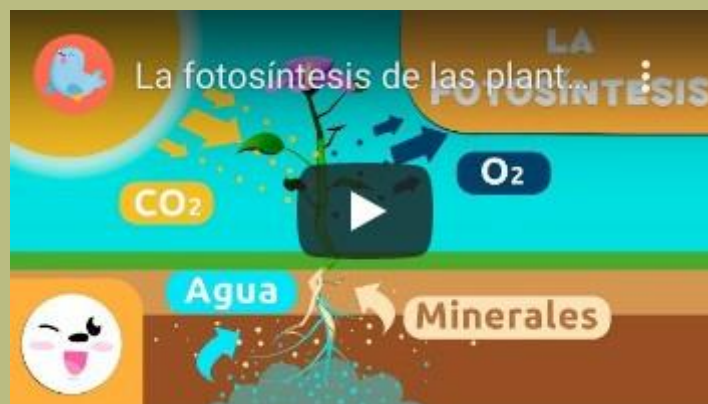 La fotosíntesis de las plant...
LA
FOTOSÍNTESIS
CO2
O2
Agua
Minerales